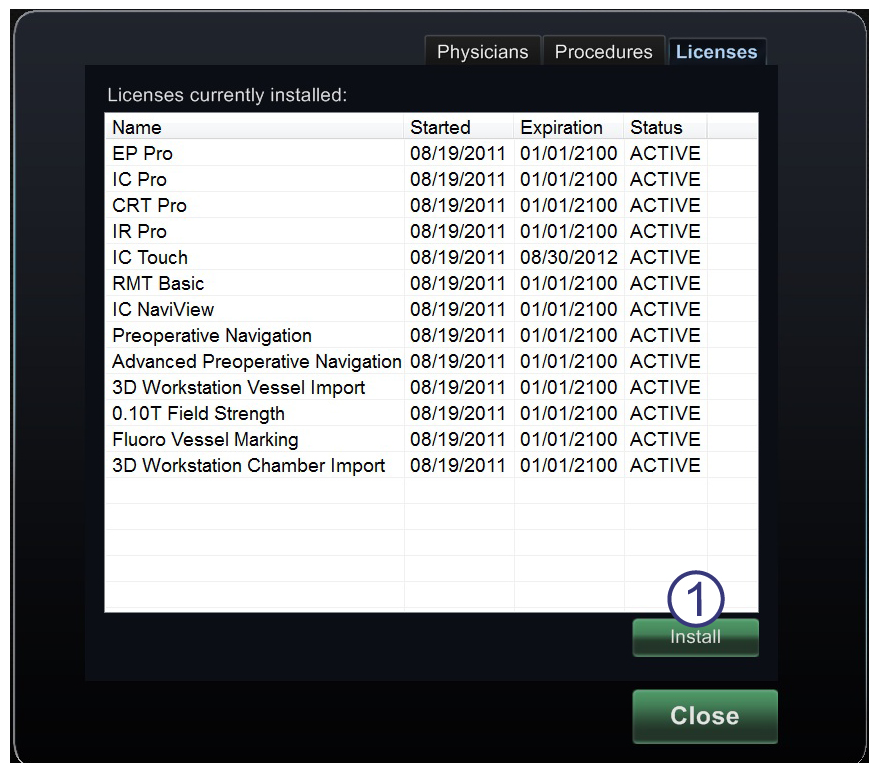 Physicians Procedures Licenses
Licenses currently installed:
Name Started Expiration Status
EP Pro 08/19/2011 01/01/2100 ACTIVE
IC Pro 08/19/2011 01/01/2100 ACTIVE
CRT Pro 08/19/2011 01/01/2100 ACTIVE
IR Pro 08/19/2011 01/01/2100 ACTIVE
IC Touch 08/19/2011 08/30/2012 ACTIVE
RMT Basic 08/19/2011 01/01/2100 ACTIVE
IC NaviView 08/19/2011 01/01/2100 ACTIVE
Preoperative Navigation 08/19/2011 01/01/2100 ACTIVE
Advanced Preoperative Navigation 08/19/2011 01/01/2100 ACTIVE
3D Workstation Vessel Import 08/19/2011 01/01/2100 ACTIVE
0.10T Field Strength 08/19/2011 01/01/2100 ACTIVE
Fluoro Vessel Marking 08/19/2011 01/01/2100 ACTIVE
3D Workstation Chamber Import 08/19/2011 01/01/2100 ACTIVE
1
Install
Close